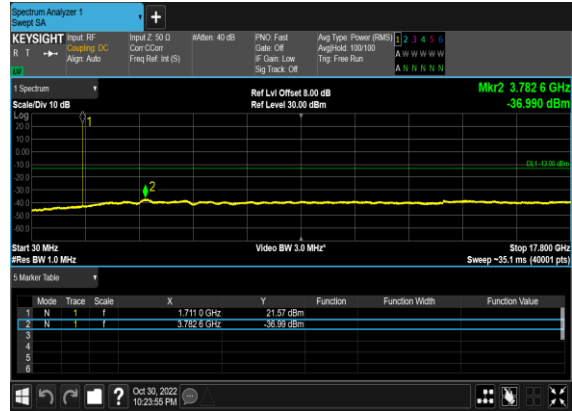 Spectrum Analyzer 1
Swept SA
+
KEYSIGHT Input: RF Input Z: 50 Ω #Atten: 40 dB PNO: Fast Avg Type: Power (RMS) 1 2 3 4 5 6
R T Coupling: DC Corr CCorr Gate: Off Avg|Hold: 100/100 A W W W W W
Align: Auto Freq Ref: Int (S) IF Gain: Low Trig: Free Run
Sig Track: Off A N N N N N
1 Spectrum Ref Lvl Offset 8.00 dB Mkr2 3.782 6 GHz
Scale/Div 10 dB Ref Level 30.00 dBm -36.990 dBm
Log
1
20.0
10.0
0.00
-10.0
DL1 -13.00 dBm
-20.0
-30.0
2
-40.0
-50.0
-60.0
Start 30 MHz Video BW 3.0 MHz* Stop 17.800 GHz
#Res BW 1.0 MHz Sweep ~35.1 ms (40001 pts)
5 Marker Table
Mode Trace Scale X Y Function Function Width Function Value
1 N 1 f 1.711 0 GHz 21.57 dBm
2 N 1 f 3.782 6 GHz -36.99 dBm
3
4
5
6
? Oct 30, 2022
10:23:55 PM